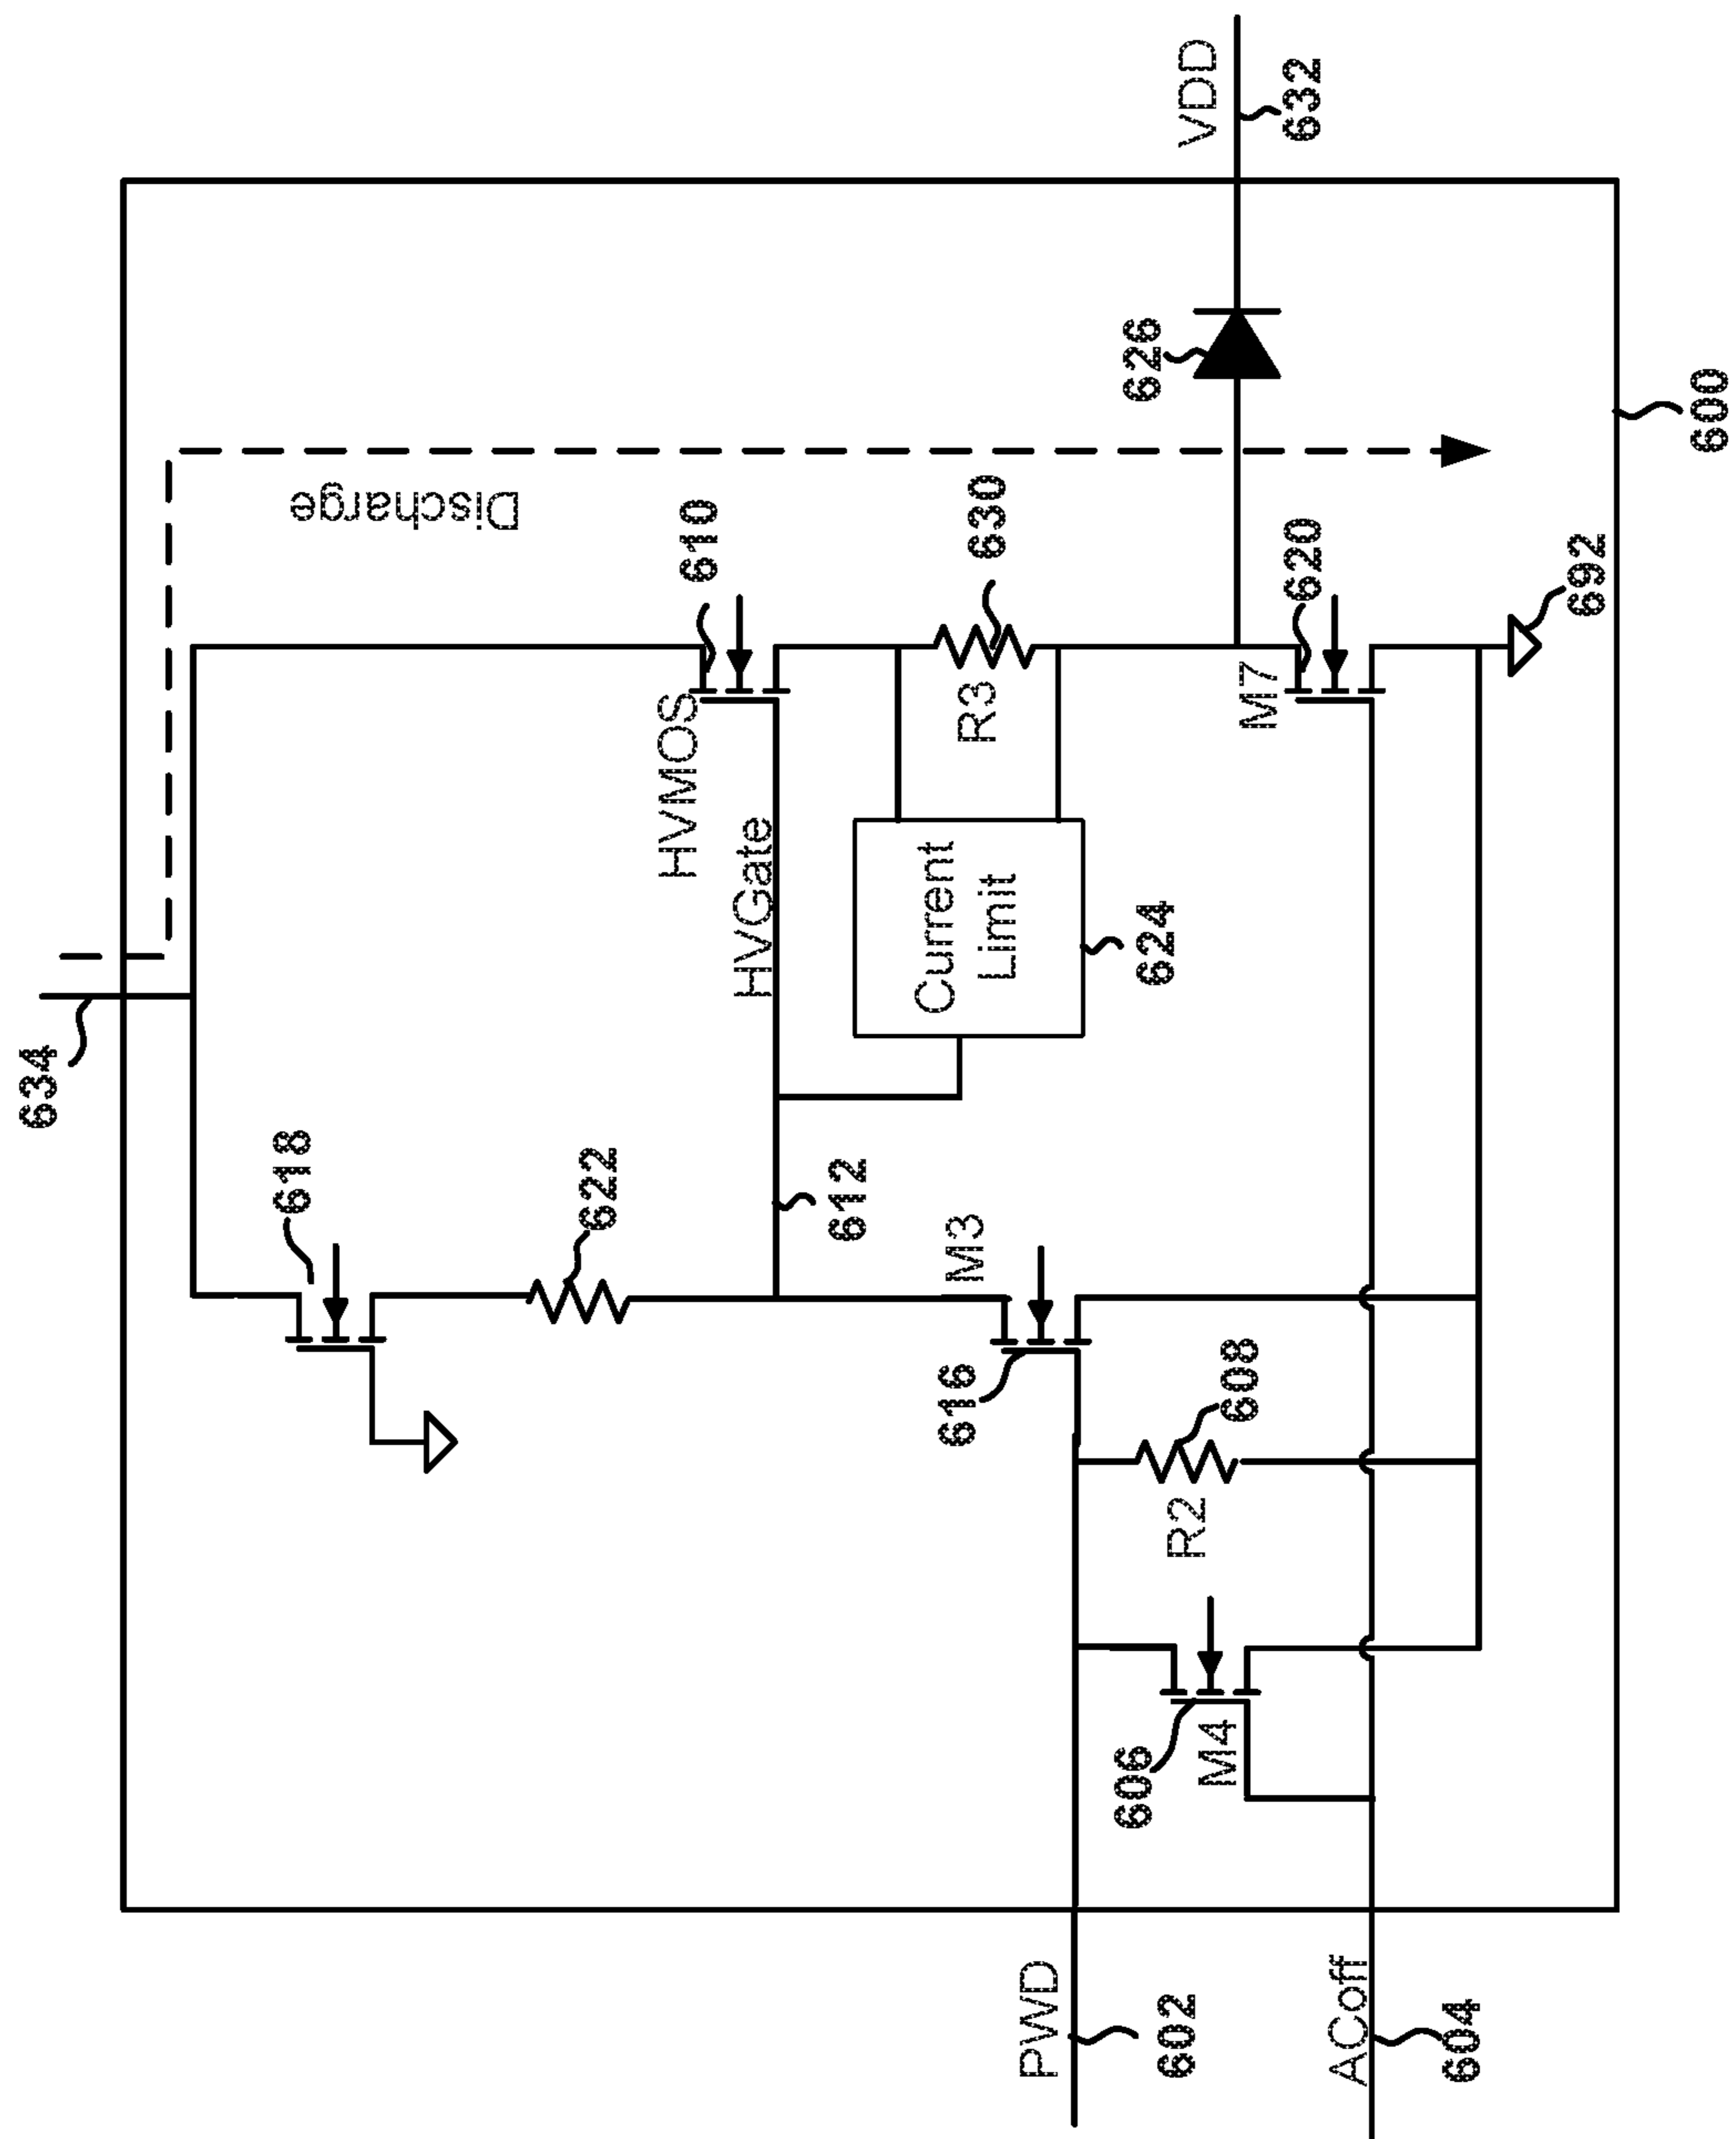 634
Discharge
618
622
HVMOS
610
HVGate
612
Current
Limit
624
R3
630
626
VDD
632
M3
616
R2
608
M7
620
692
M4
606
PWD
602
ACoff
604
600